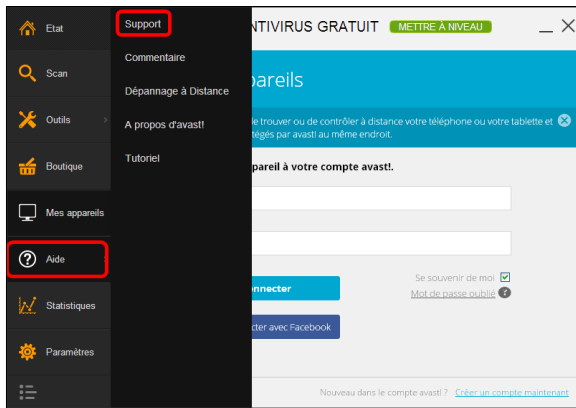 Etat
Scan
Outils
Boutique
Mes appareils
Aide
Statistiques
Paramètres
Support
Commentaire
Dépannage à Distance
A propos d'avast!
Tutoriel
NTIVIRUS GRATUIT METTRE À NIVEAU
pareils
le trouver ou de contrôler à distance votre téléphone ou votre tablette et
tégés par avast! au même endroit.
pareil à votre compte avast!.
Se souvenir de moi
nnecter
Mot de passe oublié ?
cter avec Facebook
Nouveau dans le compte avast! ? Créer un compte maintenant